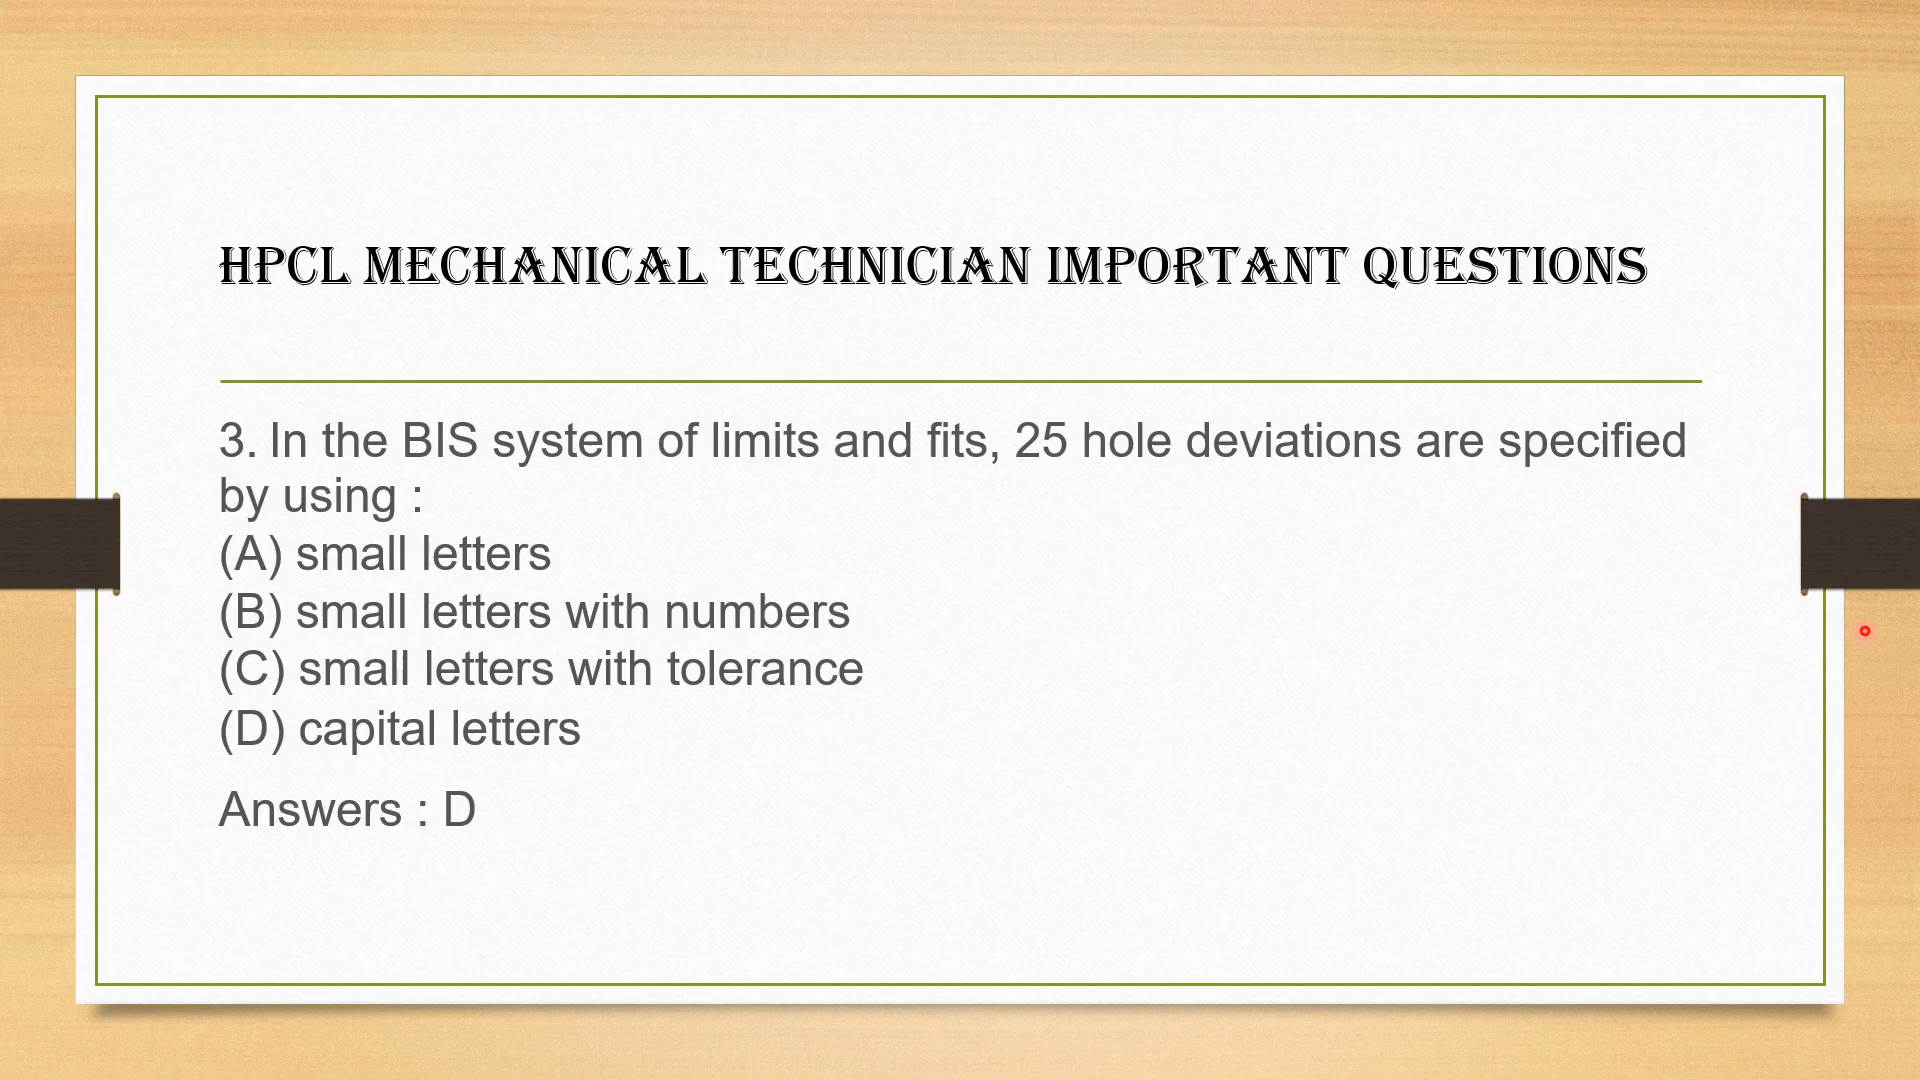 HPCL MECHANICAL TECHNICIAN IMPORTANT QUESTIONS
3. In the BIS system of limits and fits, 25 hole deviations are specified
by using :
(A) small letters
(B) small letters with numbers
(C) small letters with tolerance
(D) capital letters
Answers : D